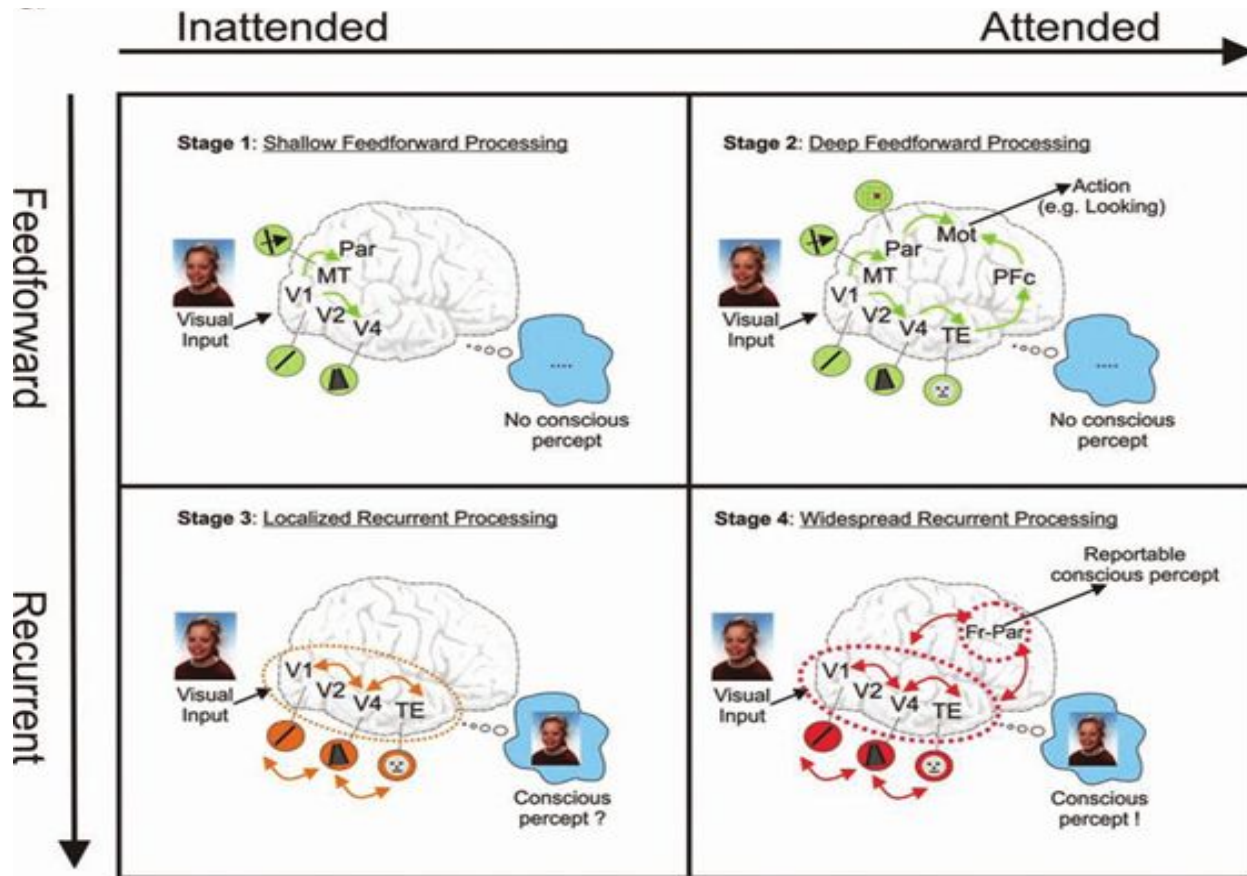 Inattended
Attended
Feedforward
Recurrent
Stage 1: Shallow Feedforward Processing
Par
MT
V1
V2
V4
Visual
Input
....
No conscious
percept
Stage 2: Deep Feedforward Processing
Action
(e.g. Looking)
Par
Mot
MT
PFc
V1
V2
V4
TE
Visual
Input
....
No conscious
percept
Stage 3: Localized Recurrent Processing
V1
V2
V4
TE
Visual
Input
Conscious
percept ?
Stage 4: Widespread Recurrent Processing
Reportable
conscious percept
Fr-Par
V1
V2
V4
TE
Visual
Input
Conscious
percept !